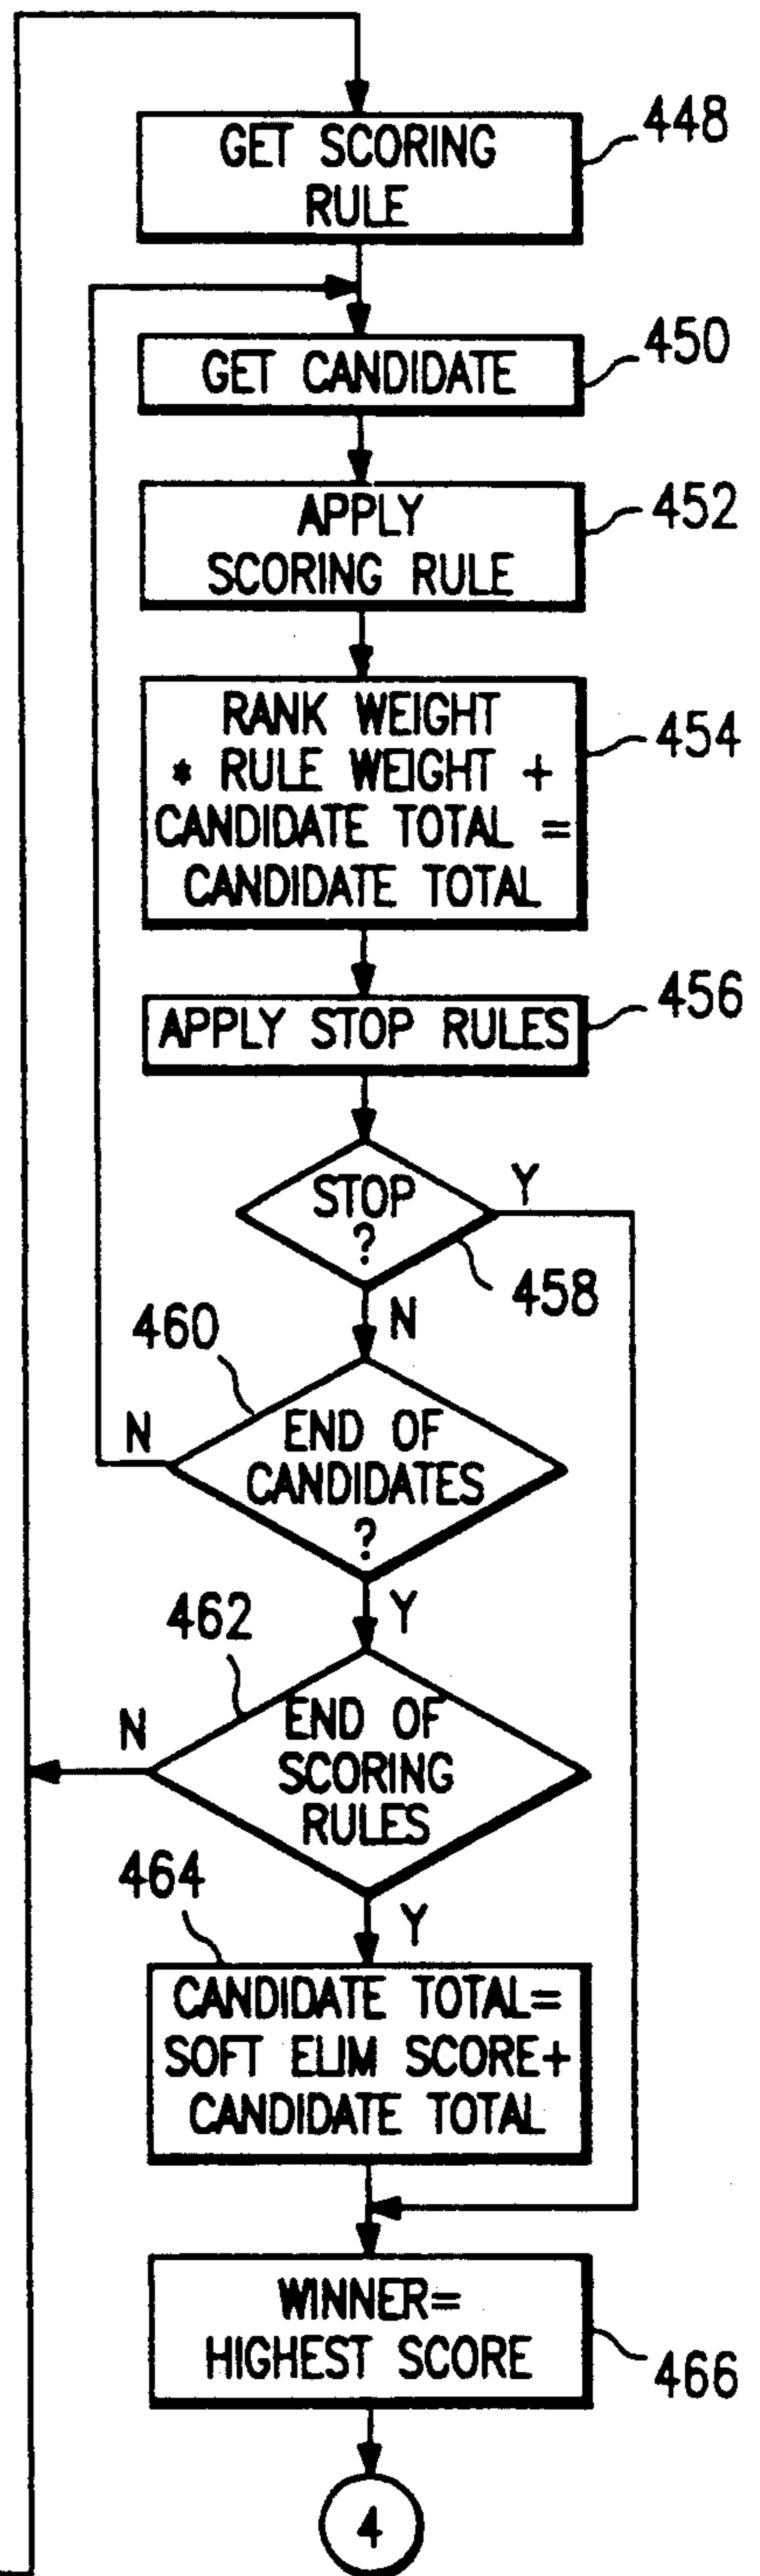 GET SCORING
RULE
448
GET CANDIDATE
450
APPLY
SCORING RULE
452
RANK WEIGHT
* RULE WEIGHT +
CANDIDATE TOTAL =
CANDIDATE TOTAL
454
APPLY STOP RULES
456
STOP
?
Y
458
N
460
END OF
CANDIDATES
?
N
Y
462
END OF
SCORING
RULES
N
Y
464
CANDIDATE TOTAL=
SOFT ELIM SCORE+
CANDIDATE TOTAL
WINNER=
HIGHEST SCORE
466
4